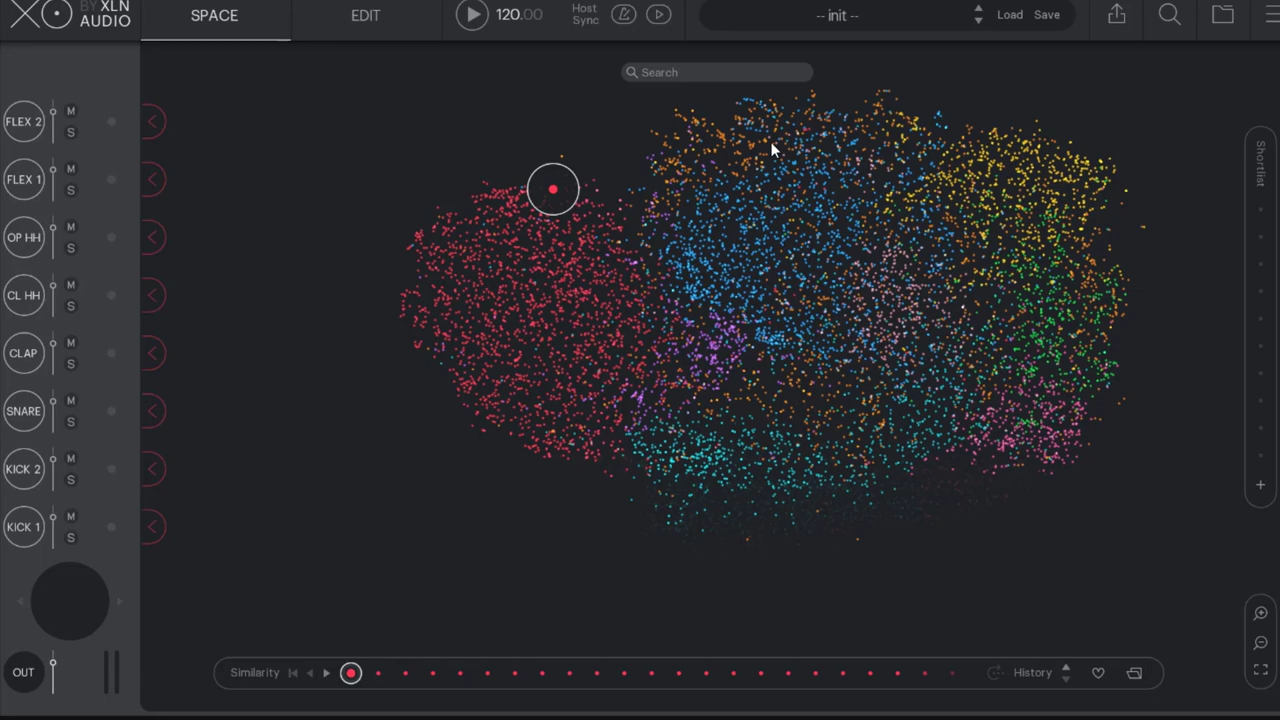 XO BY XLN AUDIO
SPACE
EDIT
120.00
Host Sync
-- init --
Load
Save
Search
FLEX 2
M
S
FLEX 1
M
S
OP HH
M
S
CL HH
M
S
CLAP
M
S
SNARE
M
S
KICK 2
M
S
KICK 1
M
S
OUT
Shortlist
Similarity
History